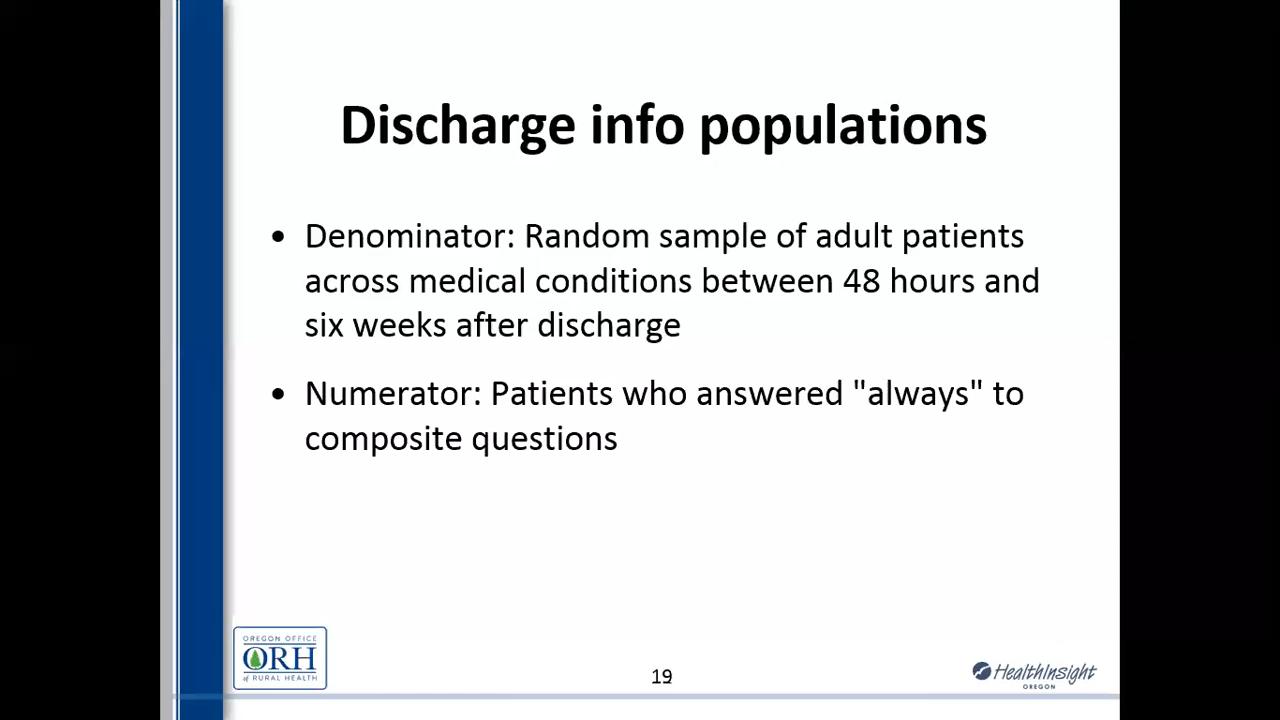 Discharge info populations
• Denominator: Random sample of adult patients
across medical conditions between 48 hours and
six weeks after discharge
• Numerator: Patients who answered "always" to
composite questions
OREGON OFFICE
ORH
of RURAL HEALTH
19
HealthInsight
OREGON